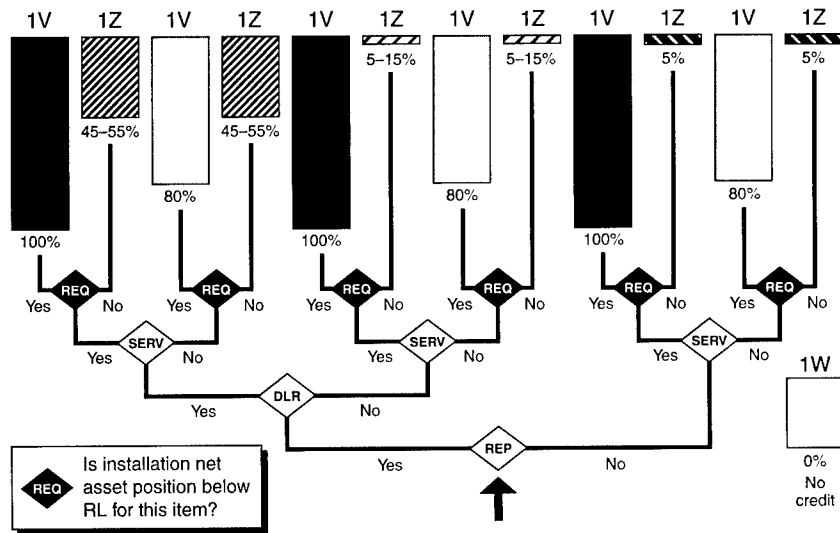 1V 1Z 1V 1Z 1V 1Z 1V 1Z 1V 1Z 1V 1Z
5–15% 5–15% 5% 5%
45–55% 45–55%
80% 80% 80%
100% 100% 100%
REQ REQ REQ REQ REQ REQ
Yes No Yes No Yes No Yes No Yes No Yes No
SERV SERV SERV
Yes No Yes No Yes No
1W
DLR
Yes No
REP
Yes No
0%
No
credit
Is installation net
REQ asset position below
RL for this item?